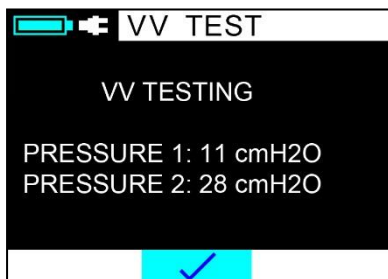 VV TEST
VV TESTING
PRESSURE 1: 11 cmH2O
PRESSURE 2: 28 cmH2O